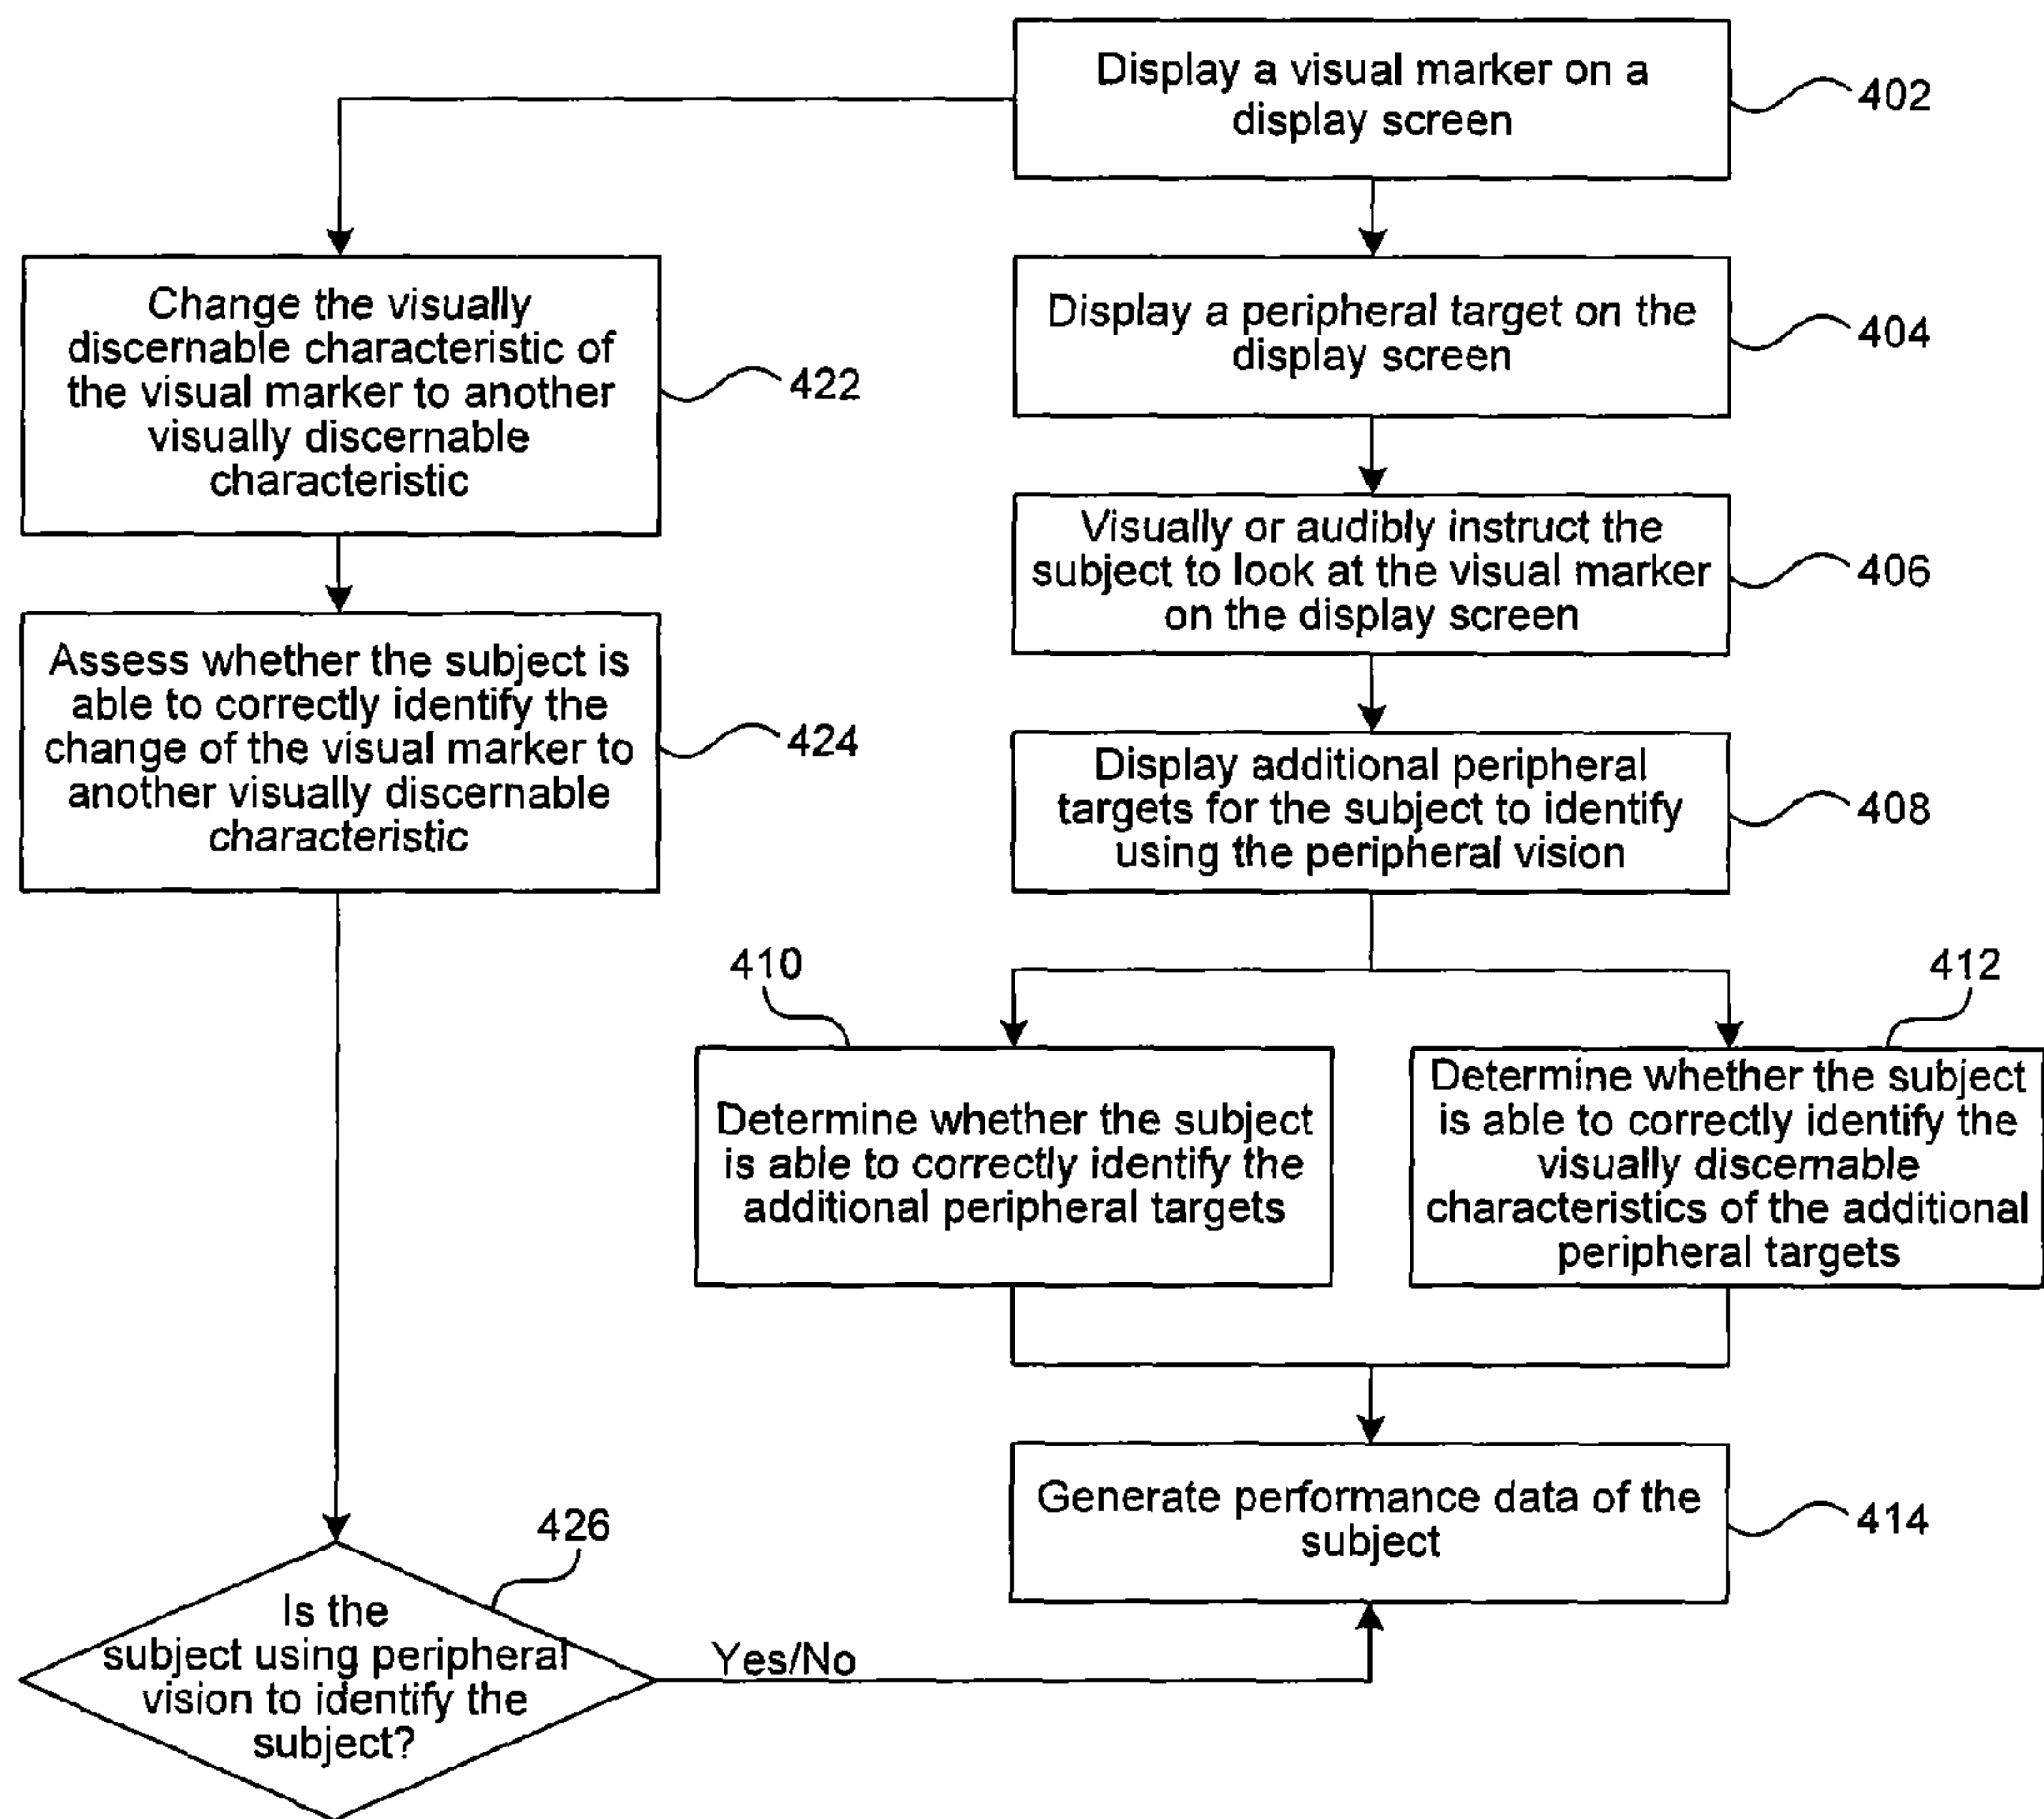 Display a visual marker on a
display screen
402
Change the visually
discernable characteristic of
the visual marker to another
visually discernable
characteristic
422
Display a peripheral target on the
display screen
404
Visually or audibly instruct the
subject to look at the visual marker
on the display screen
406
Assess whether the subject is
able to correctly identify the
change of the visual marker to
another visually discernable
characteristic
424
Display additional peripheral
targets for the subject to identify
using the peripheral vision
408
410
Determine whether the subject
is able to correctly identify the
additional peripheral targets
412
Determine whether the subject
is able to correctly identify the
visually discernable
characteristics of the additional
peripheral targets
Generate performance data of the
subject
414
426
Is the
subject using peripheral
vision to identify the
subject?
Yes/No